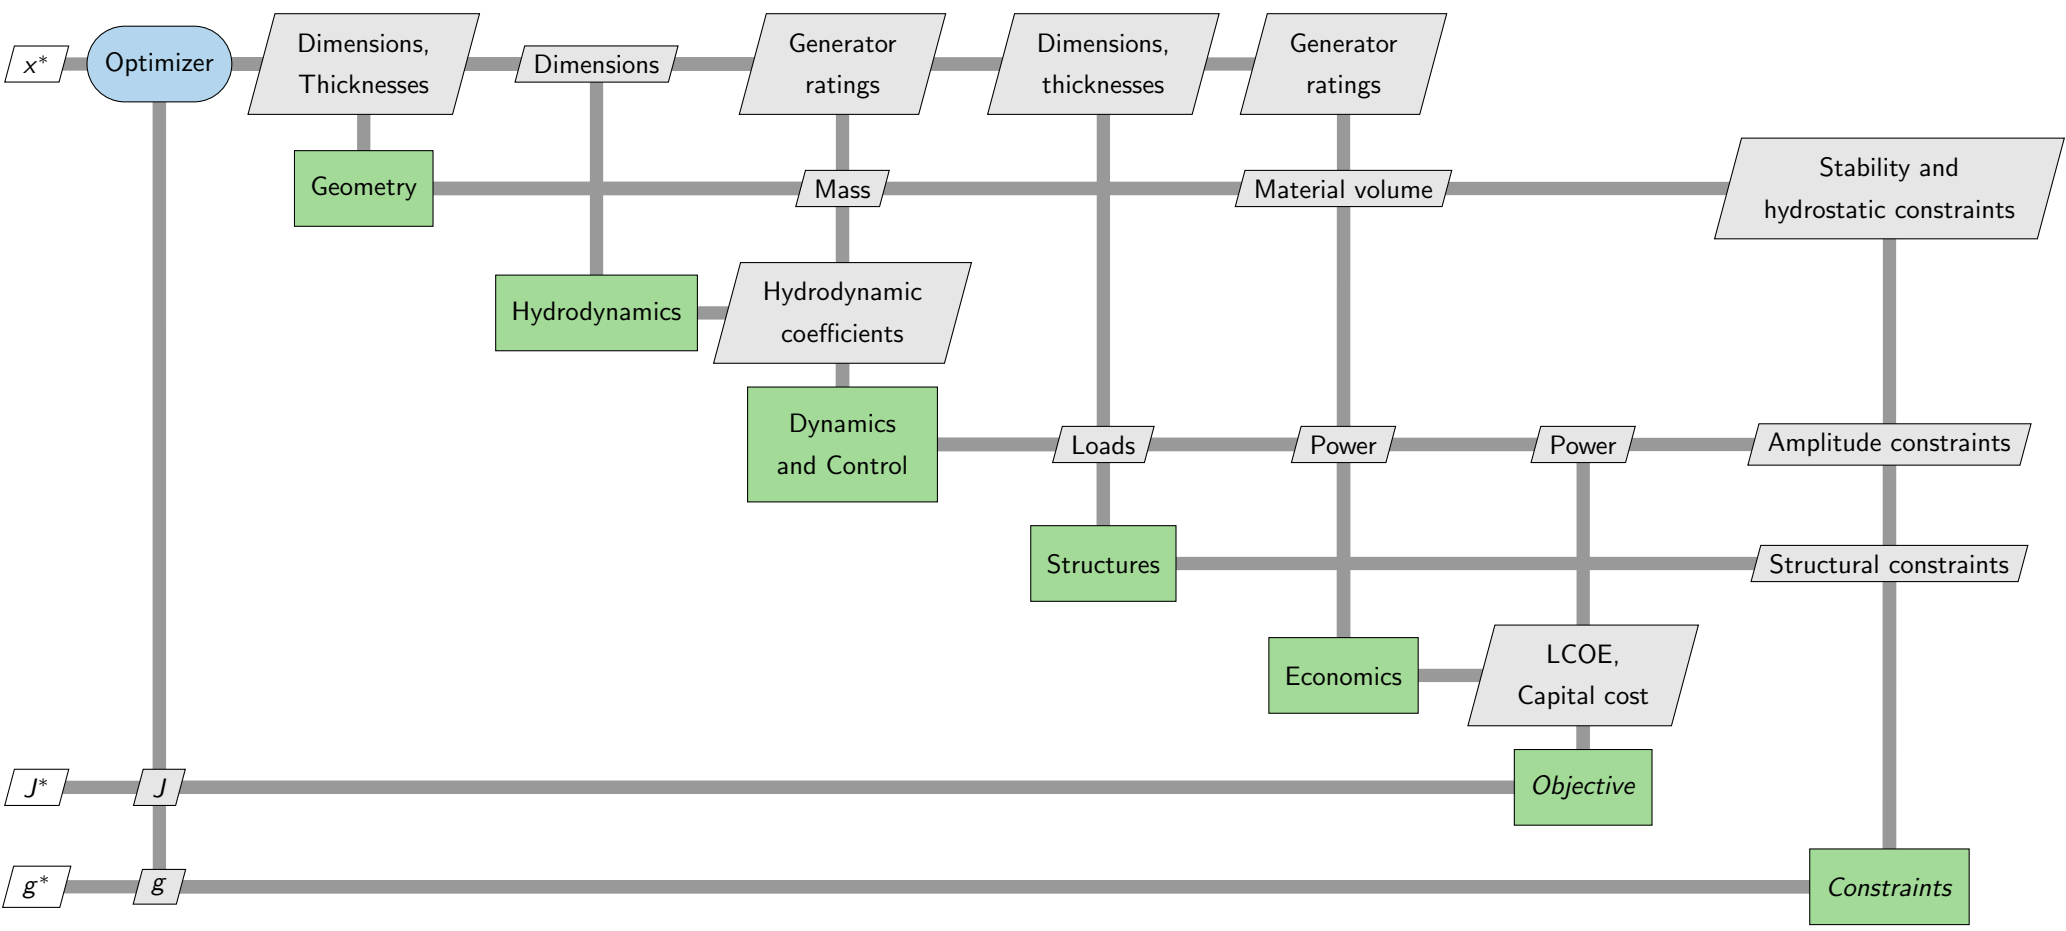 x*
Optimizer
Dimensions,
Thicknesses
Dimensions
Generator
ratings
Dimensions,
thicknesses
Generator
ratings
Geometry
Mass
Material volume
Stability and
hydrostatic constraints
Hydrodynamics
Hydrodynamic
coefficients
Dynamics
and Control
Loads
Power
Power
Amplitude constraints
Structures
Structural constraints
Economics
LCOE,
Capital cost
J*
J
Objective
g*
g
Constraints